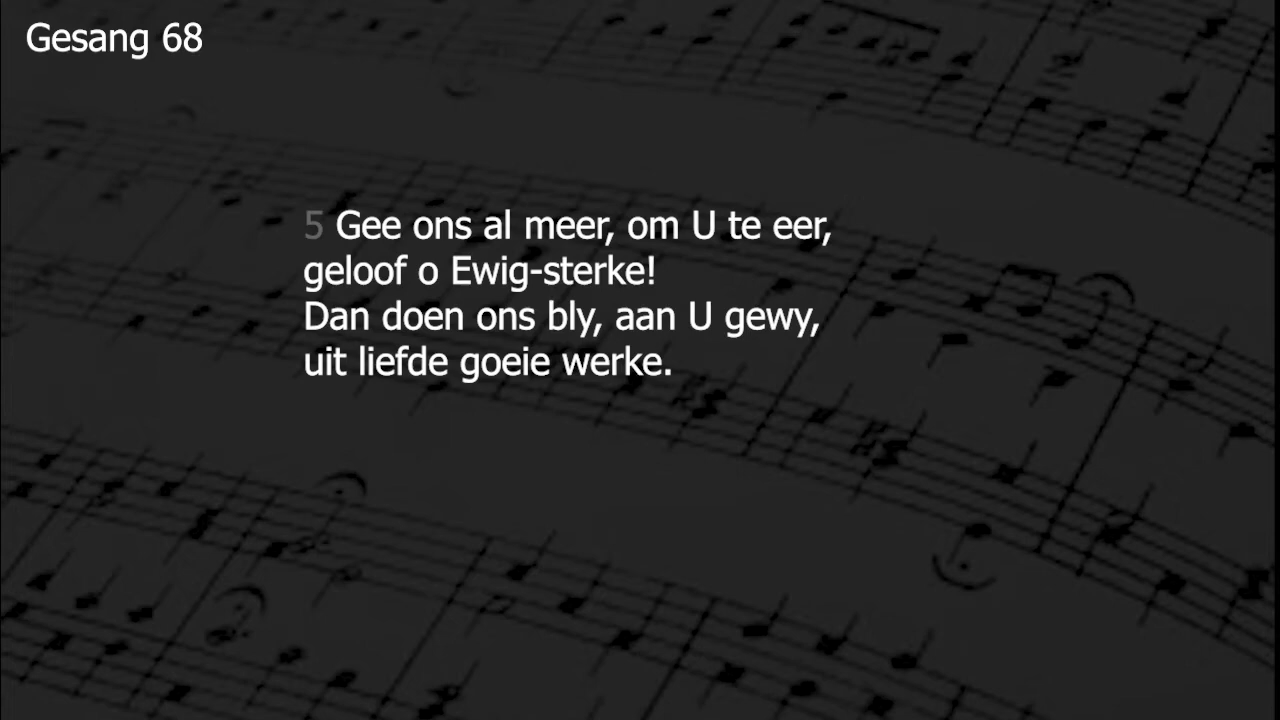 Gesang 68
5 Gee ons al meer, om U te eer,
geloof o Ewig-sterke!
Dan doen ons bly, aan U gewy,
uit liefde goeie werke.